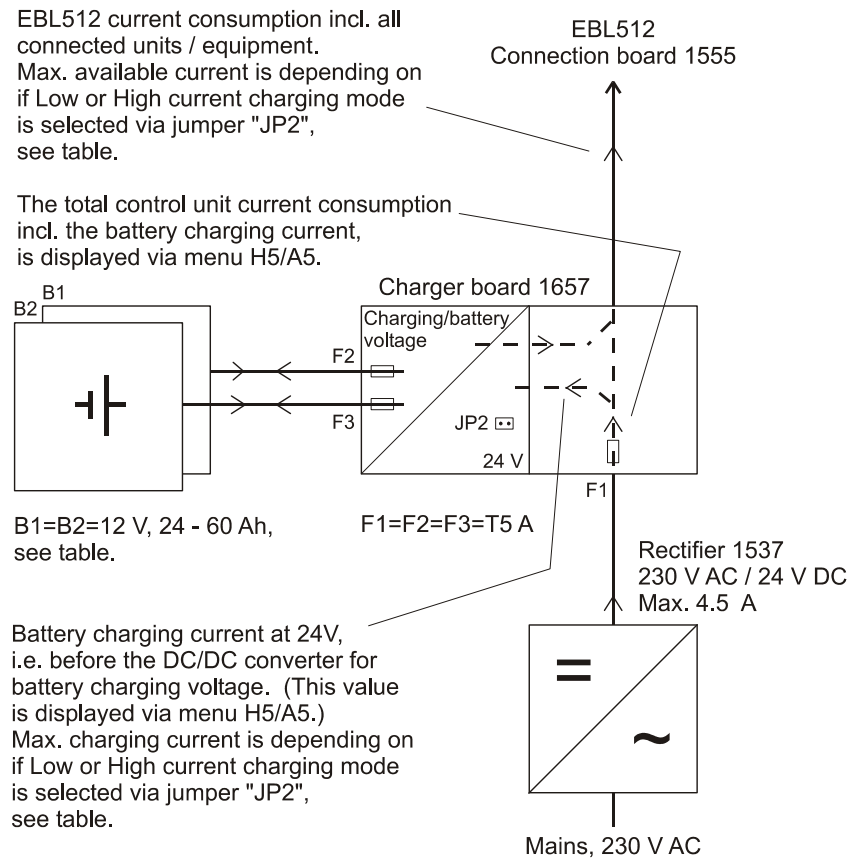 EBL512 current consumption incl. all
connected units / equipment.
Max. available current is depending on
if Low or High current charging mode
is selected via jumper "JP2",
see table.
EBL512
Connection board 1555
The total control unit current consumption
incl. the battery charging current,
is displayed via menu H5/A5.
Charger board 1657
B1
B2
Charging/battery
voltage
F2
F3
JP2
24 V
F1
B1=B2=12 V, 24 - 60 Ah,
see table.
F1=F2=F3=T5 A
Rectifier 1537
230 V AC / 24 V DC
Max. 4.5 A
Battery charging current at 24V,
i.e. before the DC/DC converter for
battery charging voltage. (This value
is displayed via menu H5/A5.)
Max. charging current is depending on
if Low or High current charging mode
is selected via jumper "JP2",
see table.
=
~
Mains, 230 V AC